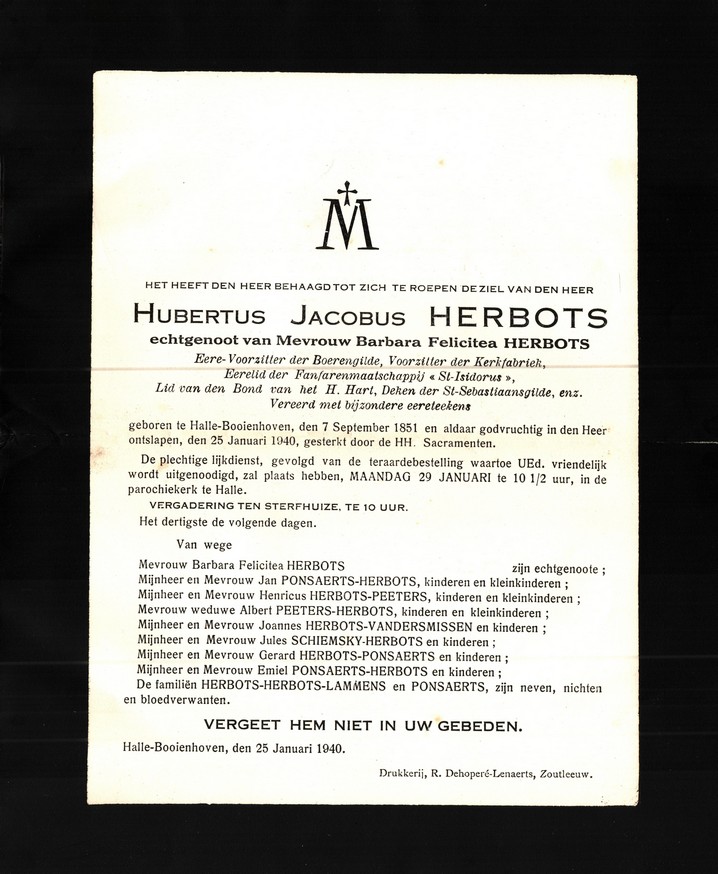 M
HET HEEFT DEN HEER BEHAAGD TOT ZICH TE ROEPEN DE ZIEL VAN DEN HEER
HUBERTUS JACOBUS HERBOTS
echtgenoot van Mevrouw Barbara Felicitea HERBOTS
Eere-Voorzitter der Boerengilde, Voorzitter der Kerkfabriek,
Eerelid der Fanfarenmaatschappij « St-Isidorus »,
Lid van den Bond van het H. Hart, Deken der St-Sebastiaansgilde, enz.
Vereerd met bijzondere eereteekens
geboren te Halle-Booienhoven, den 7 September 1851 en aldaar godvruchtig in den Heer
ontslapen, den 25 Januari 1940, gesterkt door de HH. Sacramenten.
De plechtige lijkdienst, gevolgd van de teraardebestelling waartoe UEd. vriendelijk
wordt uitgenoodigd, zal plaats hebben, MAANDAG 29 JANUARI te 10 1/2 uur, in de
parochiekerk te Halle.
VERGADERING TEN STERFHUIZE, TE 10 UUR.
Het dertigste de volgende dagen.
Van wege
Mevrouw Barbara Felicitea HERBOTS zijn echtgenoote ;
Mijnheer en Mevrouw Jan PONSAERTS-HERBOTS, kinderen en kleinkinderen ;
Mijnheer en Mevrouw Henricus HERBOTS-PEETERS, kinderen en kleinkinderen ;
Mevrouw weduwe Albert PEETERS-HERBOTS, kinderen en kleinkinderen ;
Mijnheer en Mevrouw Joannes HERBOTS-VANDERSMISSEN en kinderen ;
Mijnheer en Mevrouw Jules SCHIEMSKY-HERBOTS en kinderen ;
Mijnheer en Mevrouw Gerard HERBOTS-PONSAERTS en kinderen ;
Mijnheer en Mevrouw Emiel PONSAERTS-HERBOTS en kinderen ;
De familiën HERBOTS-HERBOTS-LAMMENS en PONSAERTS, zijn neven, nichten
en bloedverwanten.
VERGEET HEM NIET IN UW GEBEDEN.
Halle-Booienhoven, den 25 Januari 1940.
Drukkerij, R. Dehoperé-Lenaerts, Zoutleeuw.